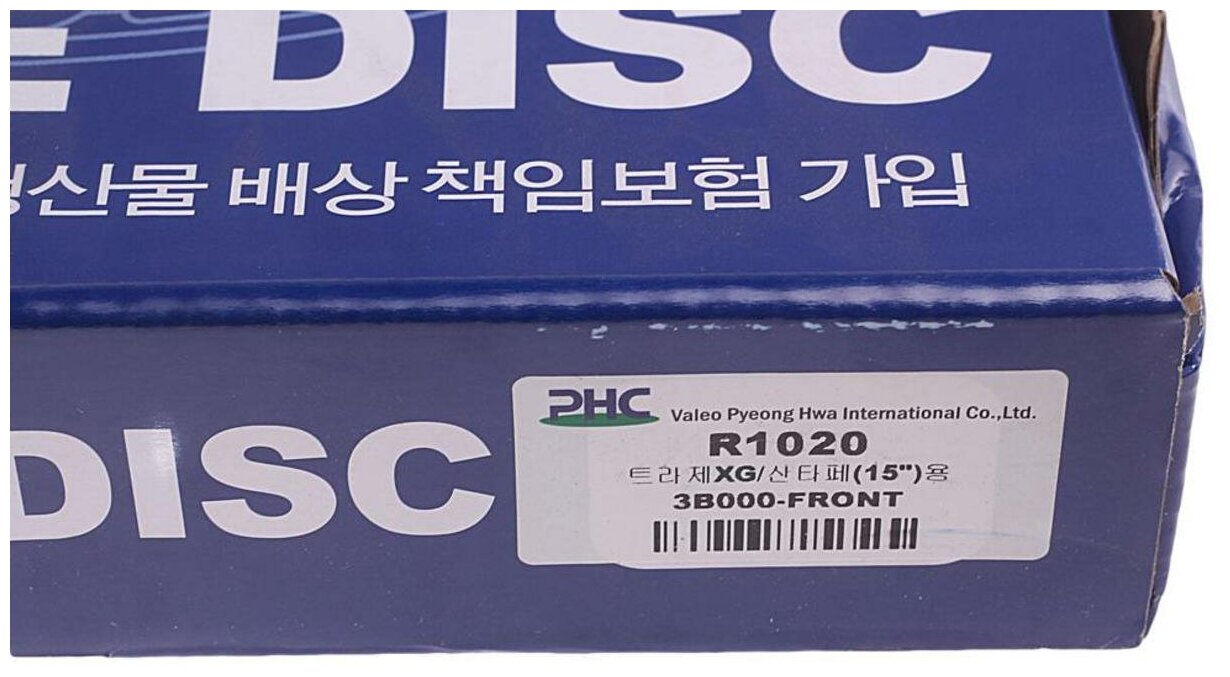 DISC
산물 배상 책임보험 가입
DISC
PHC Valeo Pyeong Hwa International Co.,Ltd.
R1020
트라제XG/산타페(15")용
3B000-FRONT